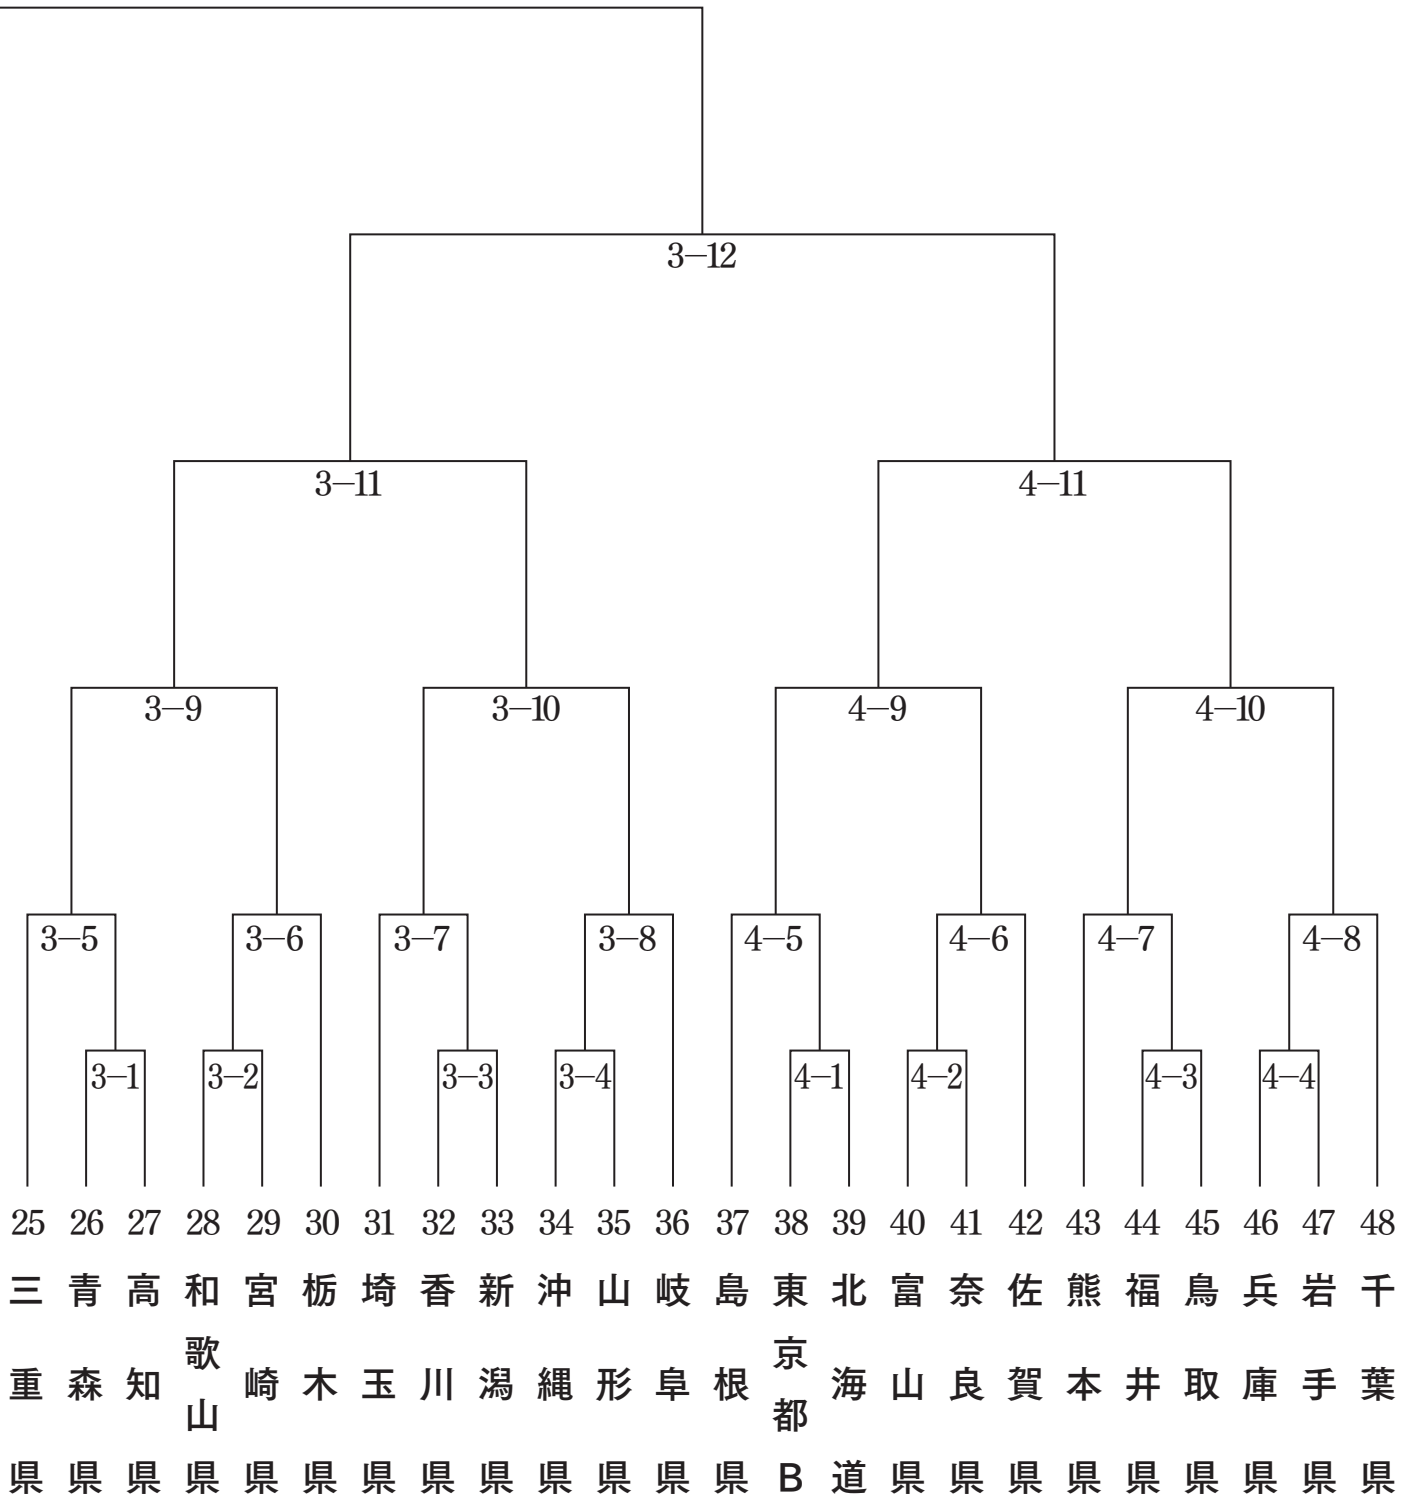 3−12
3−11
4−11
3−9
3−10
4−9
4−10
3−5
3−6
3−7
3−8
4−5
4−6
4−7
4−8
3−1
3−2
3−3
3−4
4−1
4−2
4−3
4−4
25 三重県
26 青森県
27 高知県
28 和歌山県
29 宮崎県
30 栃木県
31 埼玉県
32 香川県
33 新潟県
34 沖縄県
35 山形県
36 岐阜県
37 島根県
38 東京都B
39 北海道
40 富山県
41 奈良県
42 佐賀県
43 熊本県
44 福井県
45 鳥取県
46 兵庫県
47 岩手県
48 千葉県